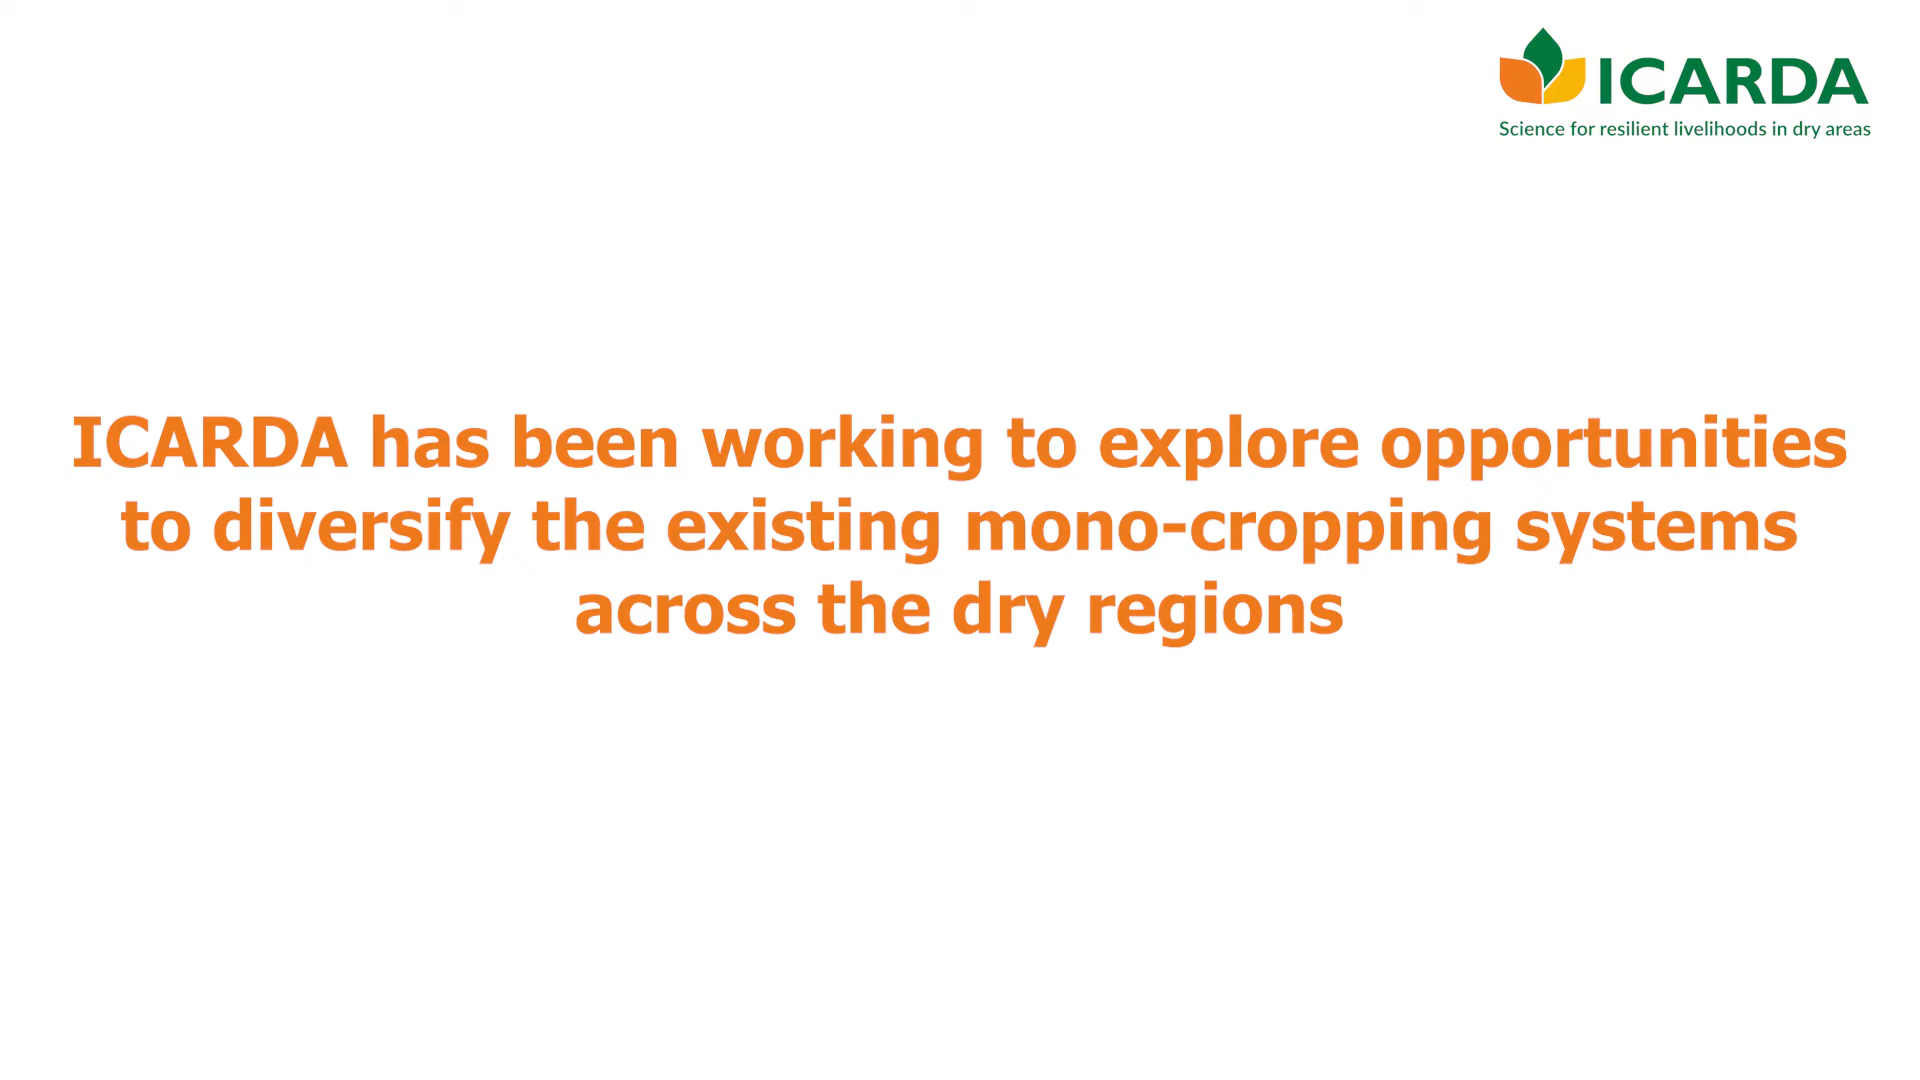 ICARDA
Science for resilient livelihoods in dry areas
ICARDA has been working to explore opportunities
to diversify the existing mono-cropping systems
across the dry regions